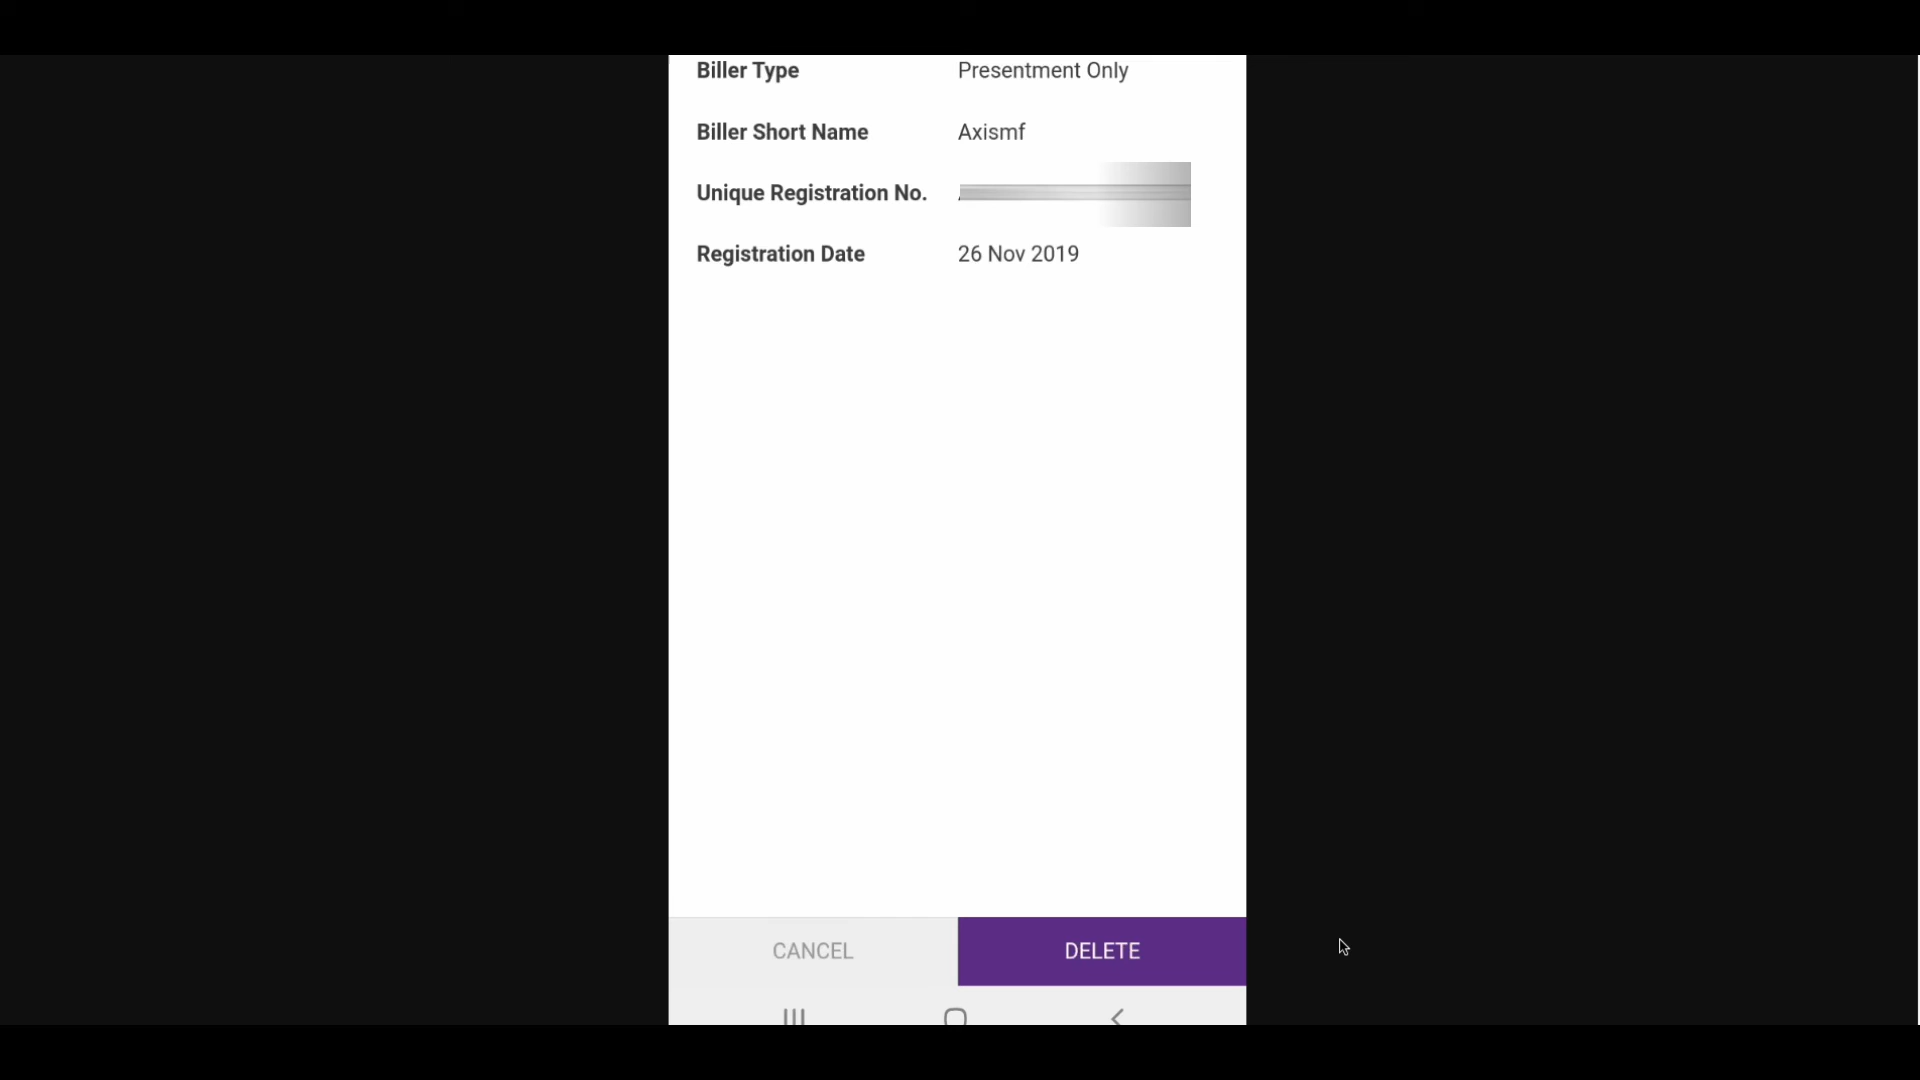 Biller Type Presentment Only
Biller Short Name Axismf
Unique Registration No.
Registration Date 26 Nov 2019
CANCEL DELETE